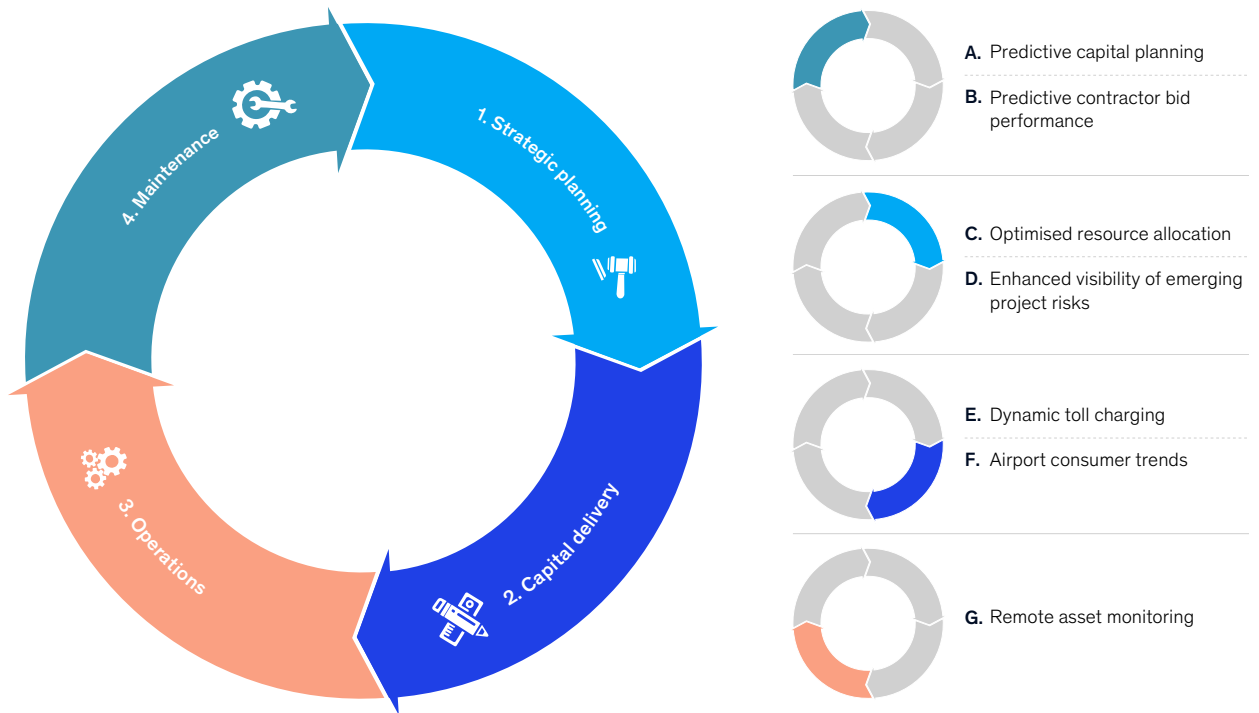 1. Strategic planning
2. Capital delivery
3. Operations
4. Maintenance
A. Predictive capital planning
B. Predictive contractor bid
performance
C. Optimised resource allocation
D. Enhanced visibility of emerging
project risks
E. Dynamic toll charging
F. Airport consumer trends
G. Remote asset monitoring